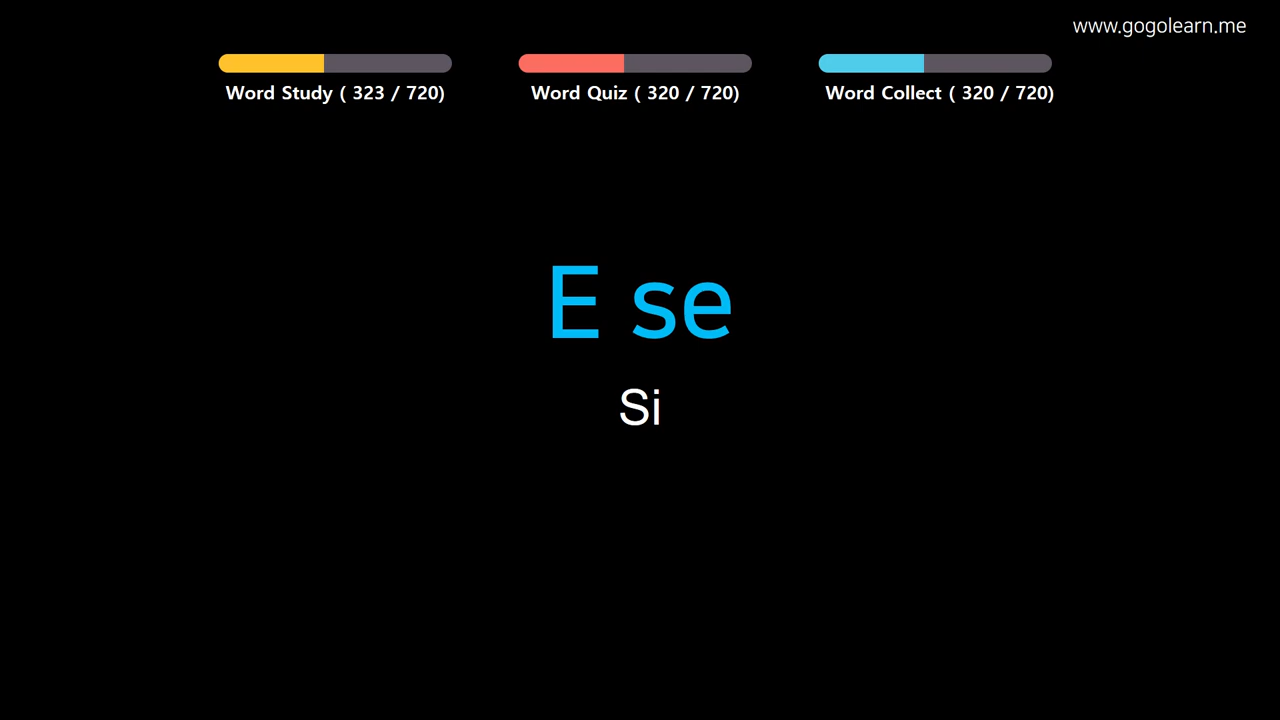 www.gogolearn.me
Word Study ( 323 / 720)
Word Quiz ( 320 / 720)
Word Collect ( 320 / 720)
E se
Si